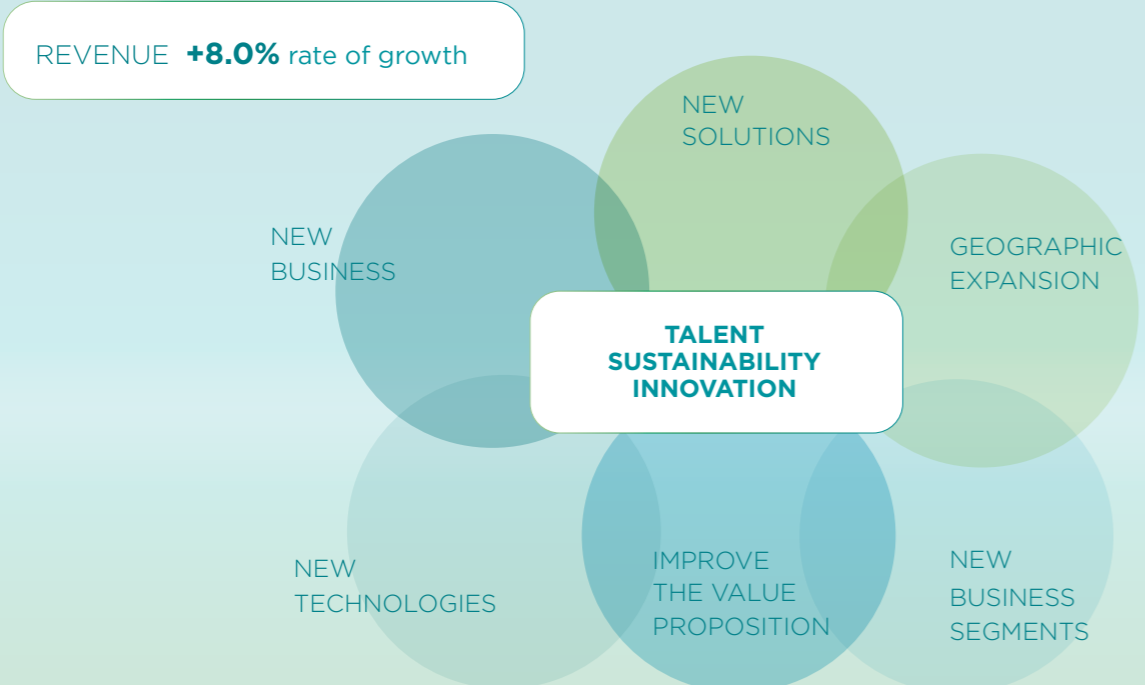 REVENUE +8.0% rate of growth
NEW
SOLUTIONS
NEW
BUSINESS
GEOGRAPHIC
EXPANSION
TALENT
SUSTAINABILITY
INNOVATION
NEW
TECHNOLOGIES
IMPROVE
THE VALUE
PROPOSITION
NEW
BUSINESS
SEGMENTS